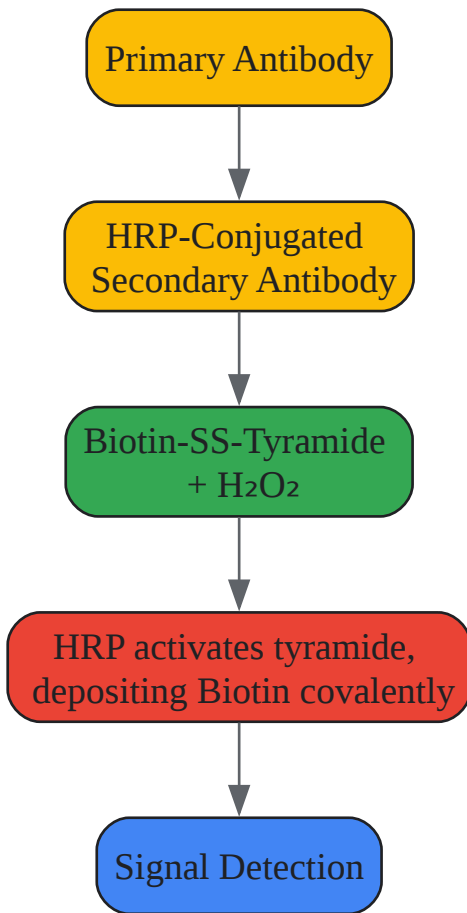 Primary Antibody
HRP-Conjugated
Secondary Antibody
Biotin-SS-Tyramide
+ H₂O₂
HRP activates tyramide,
depositing Biotin covalently
Signal Detection